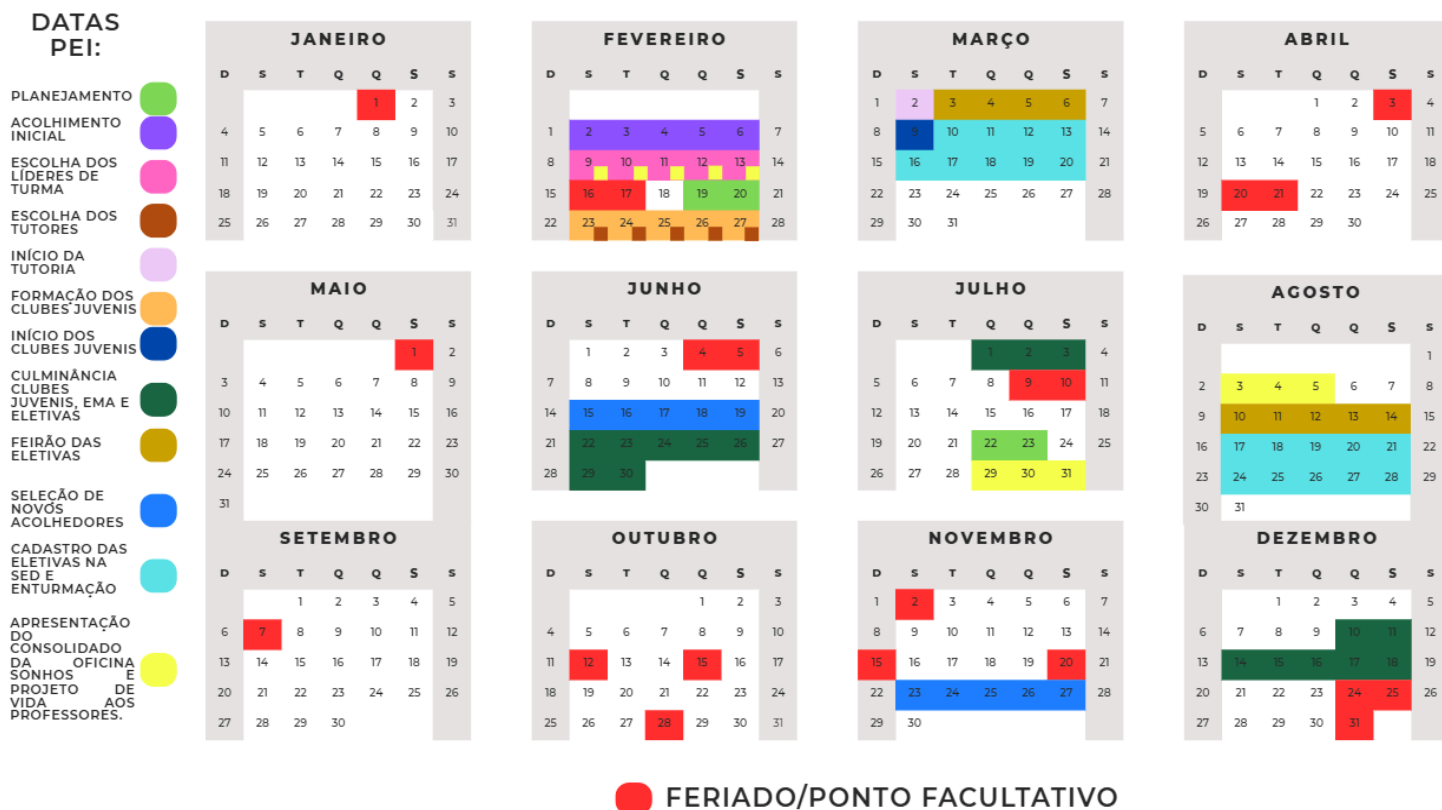 DATAS
PEI:
PLANEJAMENTO
ACOLHIMENTO
INICIAL
ESCOLHA DOS
LÍDERES DE
TURMA
ESCOLHA DOS
TUTORES
INÍCIO DA
TUTORIA
FORMAÇÃO DOS
CLUBES JUVENIS
INÍCIO DOS
CLUBES JUVENIS
CULMINÂNCIA
CLUBES
JUVENIS, EMA E
ELETIVAS
FEIRÃO DAS
ELETIVAS
SELEÇÃO DE
NOVOS
ACOLHEDORES
CADASTRO DAS
ELETIVAS NA
SED E
ENTURMAÇÃO
APRESENTAÇÃO
DO
CONSOLIDADO
DA OFICINA
SONHOS E
PROJETO DE
VIDA AOS
PROFESSORES.
JANEIRO
D S T Q Q S S
1 2 3
4 5 6 7 8 9 10
11 12 13 14 15 16 17
18 19 20 21 22 23 24
25 26 27 28 29 30 31
FEVEREIRO
D S T Q Q S S
1 2 3 4 5 6 7
8 9 10 11 12 13 14
15 16 17 18 19 20 21
22 23 24 25 26 27 28
MARÇO
D S T Q Q S S
1 2 3 4 5 6 7
8 9 10 11 12 13 14
15 16 17 18 19 20 21
22 23 24 25 26 27 28
29 30 31
ABRIL
D S T Q Q S S
1 2 3 4
5 6 7 8 9 10 11
12 13 14 15 16 17 18
19 20 21 22 23 24 25
26 27 28 29 30
MAIO
D S T Q Q S S
1 2
3 4 5 6 7 8 9
10 11 12 13 14 15 16
17 18 19 20 21 22 23
24 25 26 27 28 29 30
31
JUNHO
D S T Q Q S S
1 2 3 4 5 6
7 8 9 10 11 12 13
14 15 16 17 18 19 20
21 22 23 24 25 26 27
28 29 30
JULHO
D S T Q Q S S
1 2 3 4
5 6 7 8 9 10 11
12 13 14 15 16 17 18
19 20 21 22 23 24 25
26 27 28 29 30 31
AGOSTO
D S T Q Q S S
1
2 3 4 5 6 7 8
9 10 11 12 13 14 15
16 17 18 19 20 21 22
23 24 25 26 27 28 29
30 31
SETEMBRO
D S T Q Q S S
1 2 3 4 5
6 7 8 9 10 11 12
13 14 15 16 17 18 19
20 21 22 23 24 25 26
27 28 29 30
OUTUBRO
D S T Q Q S S
1 2 3
4 5 6 7 8 9 10
11 12 13 14 15 16 17
18 19 20 21 22 23 24
25 26 27 28 29 30 31
NOVEMBRO
D S T Q Q S S
1 2 3 4 5 6 7
8 9 10 11 12 13 14
15 16 17 18 19 20 21
22 23 24 25 26 27 28
29 30
DEZEMBRO
D S T Q Q S S
1 2 3 4 5
6 7 8 9 10 11 12
13 14 15 16 17 18 19
20 21 22 23 24 25 26
27 28 29 30 31
FERIADO/PONTO FACULTATIVO